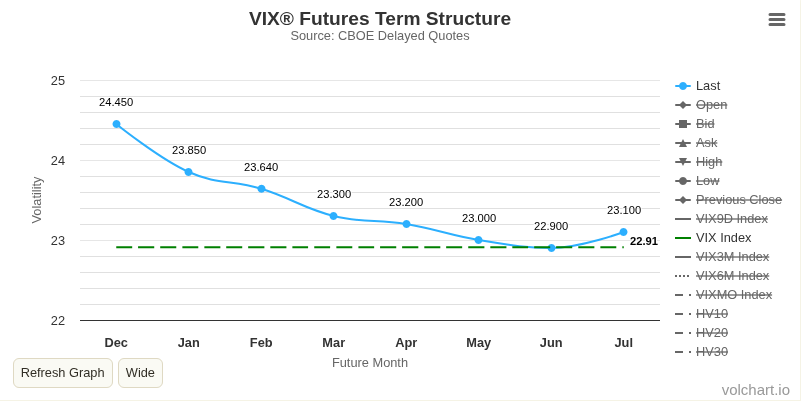 VIX® Futures Term Structure
Source: CBOE Delayed Quotes
25
24
23
22
Volatility
24.450
23.850
23.640
23.300
23.200
23.000
22.900
23.100
22.91
Dec
Jan
Feb
Mar
Apr
May
Jun
Jul
Future Month
Last
Open
Bid
Ask
High
Low
Previous Close
VIX9D Index
VIX Index
VIX3M Index
VIX6M Index
VIXMO Index
HV10
HV20
HV30
Refresh Graph
Wide
volchart.io